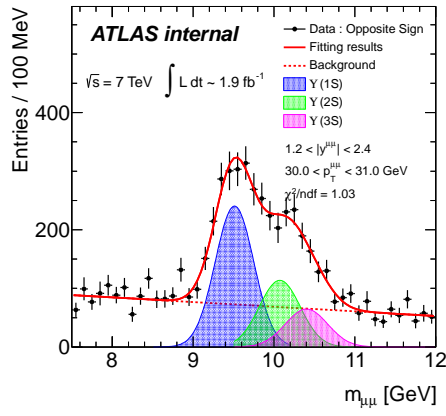 ATLAS internal
√s = 7 TeV ∫ L dt ~ 1.9 fb⁻¹
Data : Opposite Sign
Fitting results
Background
ϒ (1S)
ϒ (2S)
ϒ (3S)
1.2 < |y^μμ| < 2.4
30.0 < p_T^μμ < 31.0 GeV
χ²/ndf = 1.03
Entries / 100 MeV
400
200
0
8 9 10 11 12
m_μμ [GeV]